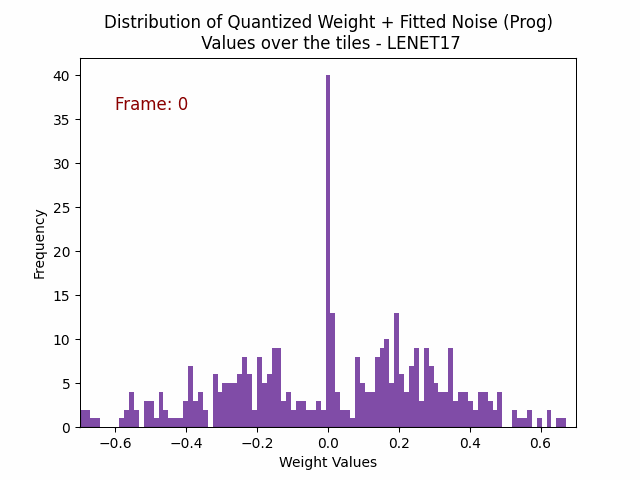 Distribution of Quantized Weight + Fitted Noise (Prog)
Values over the tiles - LENET17
Frame: 0
Frequency
40
35
30
25
20
15
10
5
0
−0.6 −0.4 −0.2 0.0 0.2 0.4 0.6
Weight Values